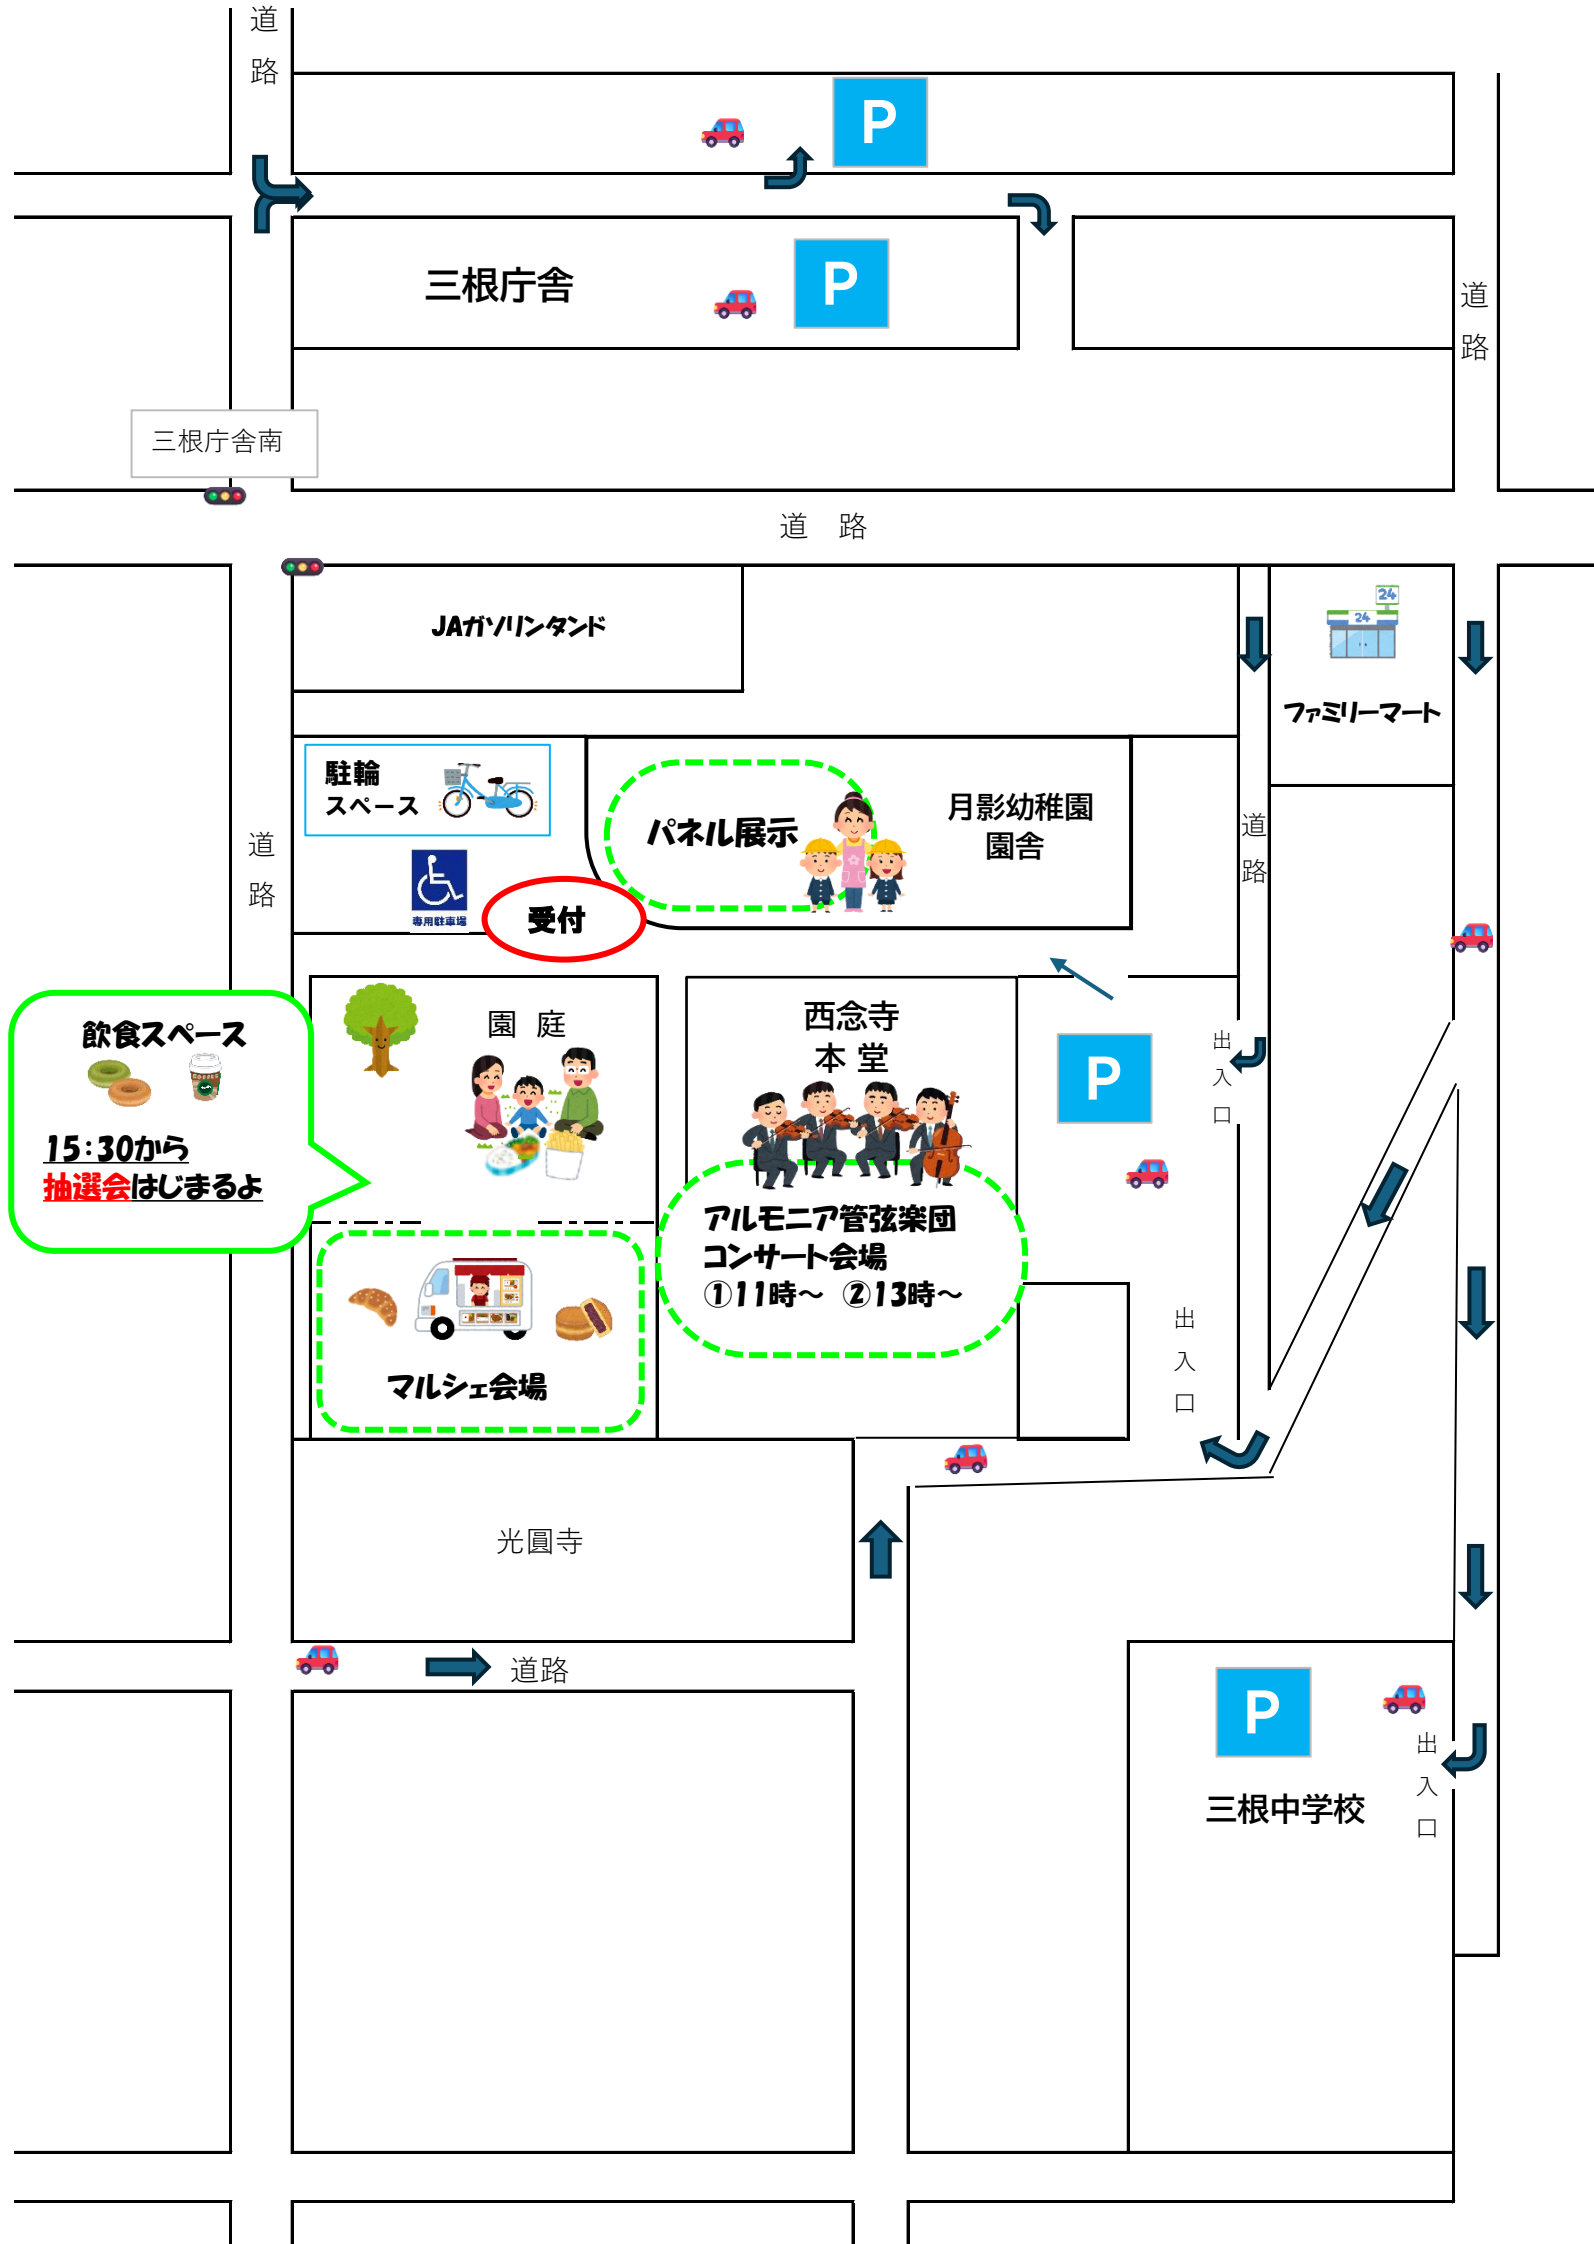 道
路
P
三根庁舎
P
道
路
三根庁舎南
道 路
JAガソリンタンド
24
24
ファミリーマート
駐輪
スペース
パネル展示
月影幼稚園
園舎
道
路
道
路
専用駐車場
受付
飲食スペース
COFFEE
15:30から
抽選会はじまるよ
園 庭
西念寺
本 堂
P
出
入
口
アルモニア管弦楽団
コンサート会場
①11時～ ②13時～
マルシェ会場
出
入
口
光圓寺
道路
P
三根中学校
出
入
口